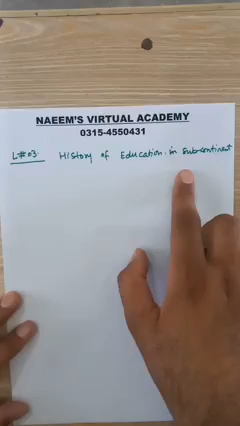 NAEEM'S VIRTUAL ACADEMY
0315-4550431
L#03. History of Education in Subcontinent